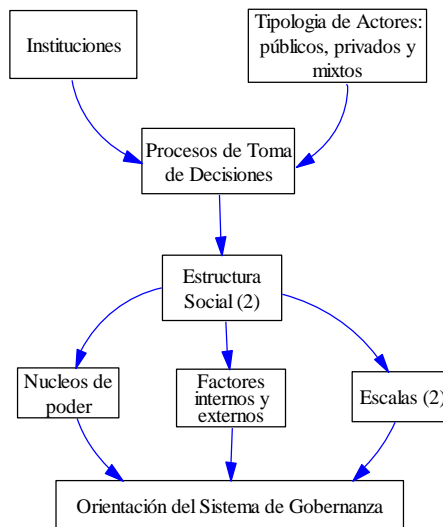 Instituciones
Tipologia de Actores:
públicos, privados y
mixtos
Procesos de Toma
de Decisiones
Estructura
Social (2)
Nucleos de
poder
Factores
internos y
externos
Escalas (2)
Orientación del Sistema de Gobernanza